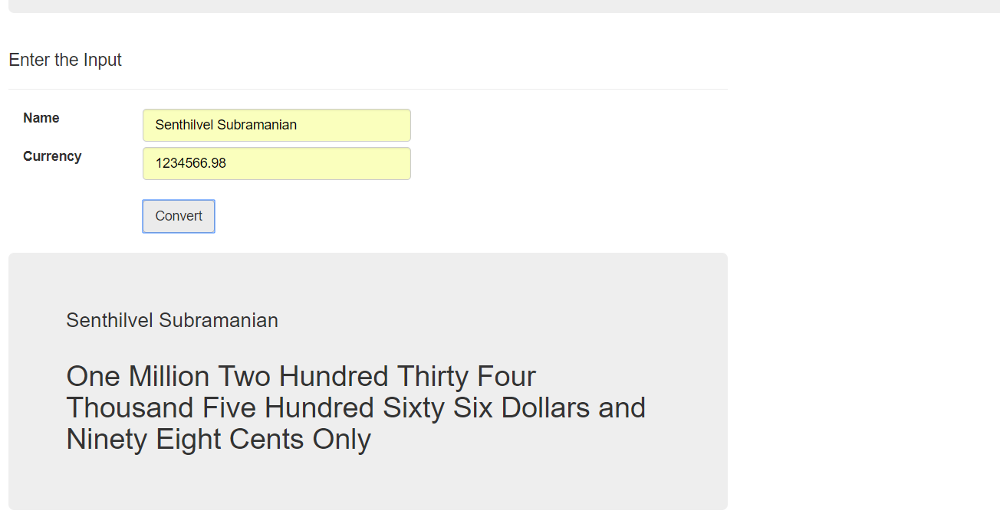 Enter the Input
Name
Senthilvel Subramanian
Currency
1234566.98
Convert
Senthilvel Subramanian
One Million Two Hundred Thirty Four
Thousand Five Hundred Sixty Six Dollars and
Ninety Eight Cents Only